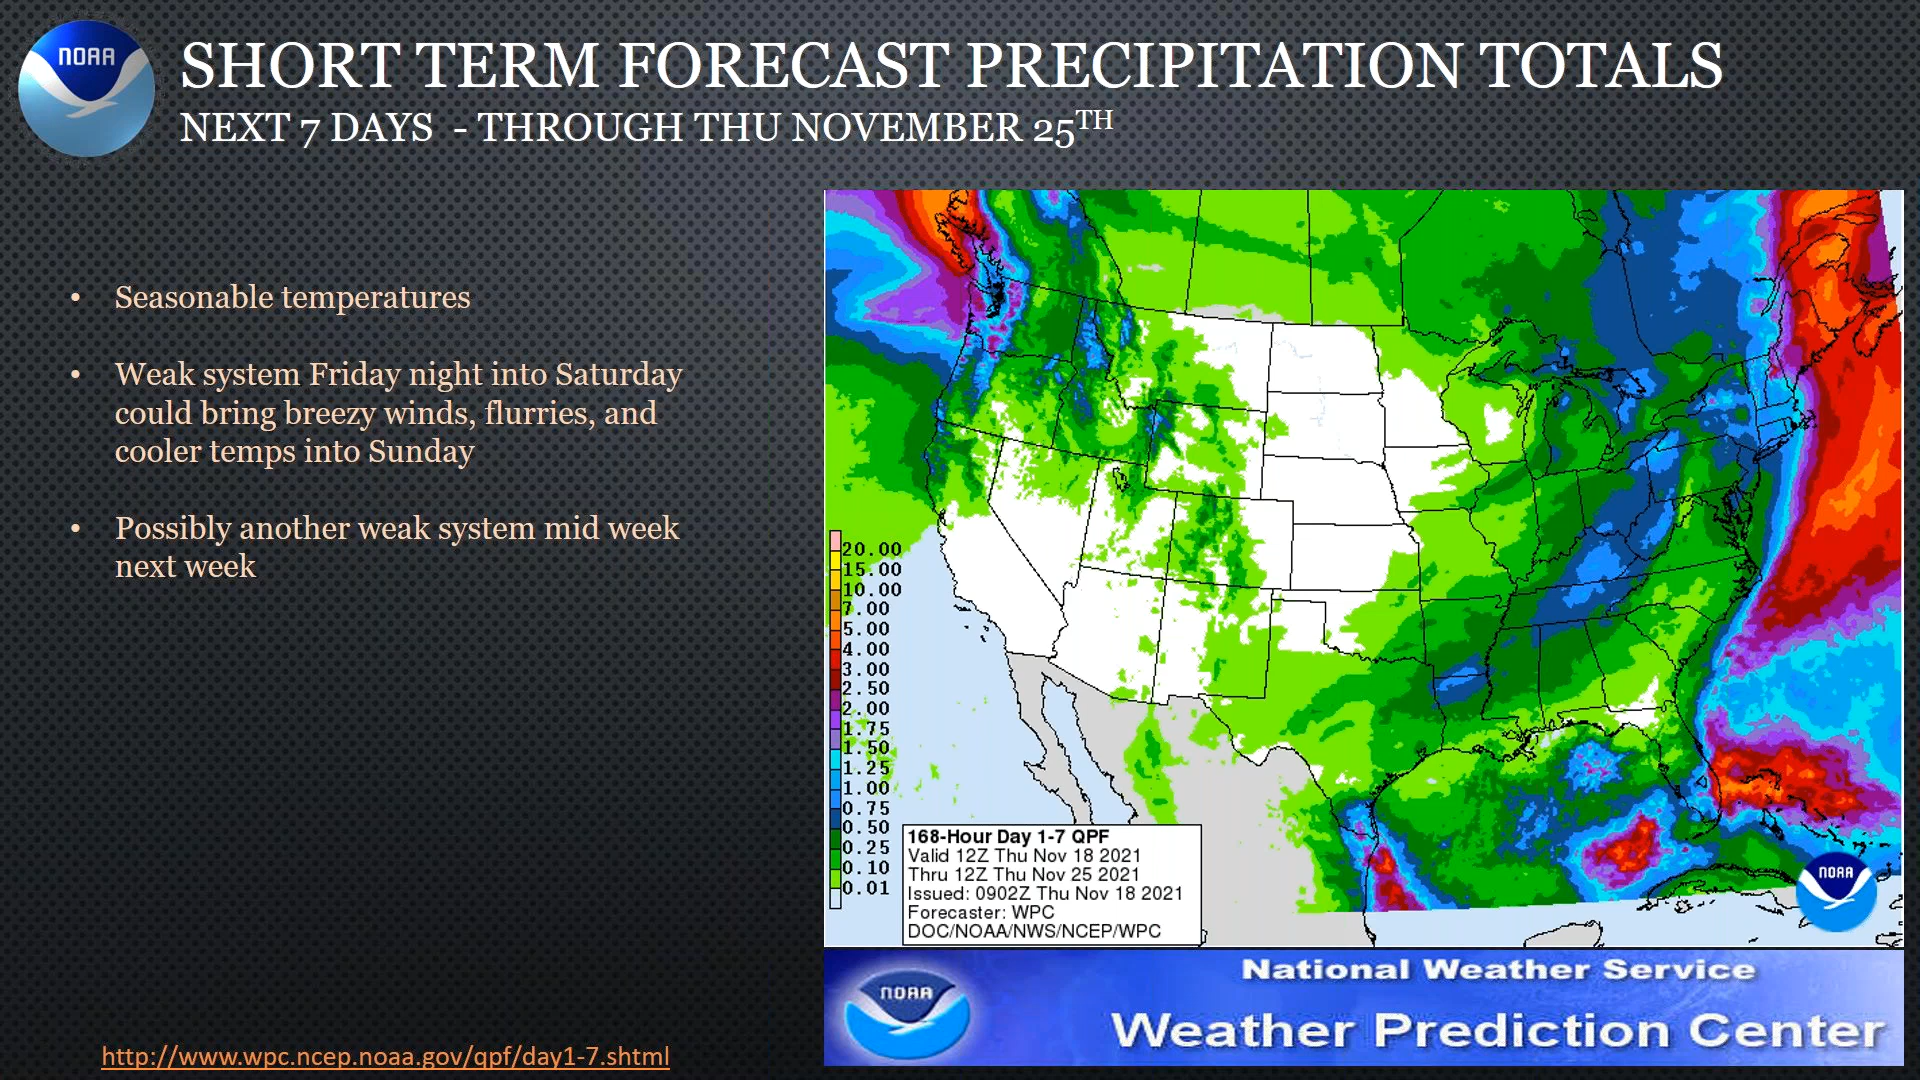 NOAA
SHORT TERM FORECAST PRECIPITATION TOTALS
NEXT 7 DAYS - THROUGH THU NOVEMBER 25TH
• Seasonable temperatures
• Weak system Friday night into Saturday
could bring breezy winds, flurries, and
cooler temps into Sunday
• Possibly another weak system mid week
next week
http://www.wpc.ncep.noaa.gov/qpf/day1-7.shtml
20.00
15.00
10.00
7.00
5.00
4.00
3.00
2.50
2.00
1.75
1.50
1.25
1.00
0.75
0.50
0.25
0.10
0.01
168-Hour Day 1-7 QPF
Valid 12Z Thu Nov 18 2021
Thru 12Z Thu Nov 25 2021
Issued: 0902Z Thu Nov 18 2021
Forecaster: WPC
DOC/NOAA/NWS/NCEP/WPC
NOAA
NOAA
National Weather Service
Weather Prediction Center